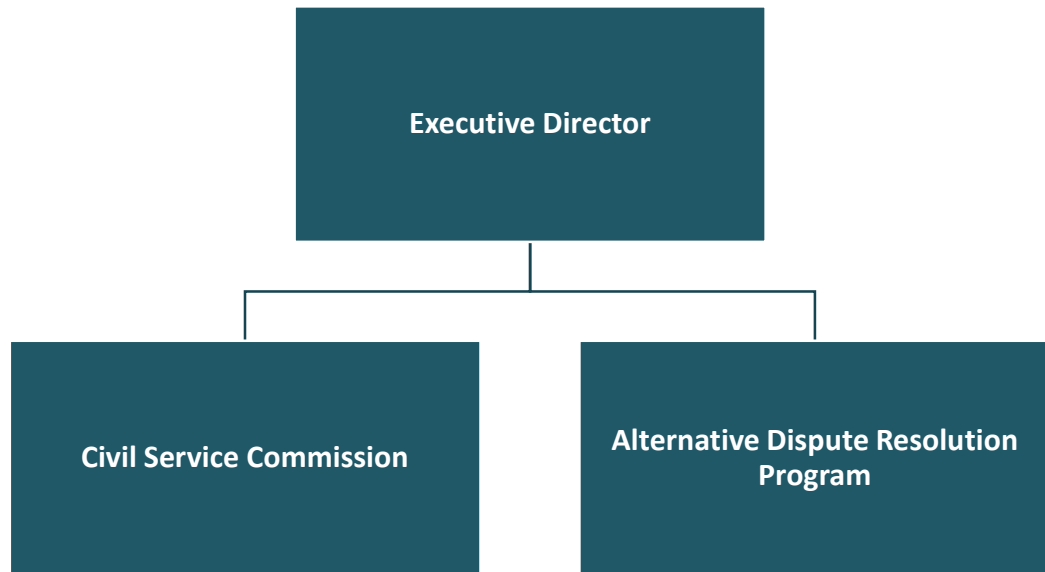 Executive Director
Civil Service Commission
Alternative Dispute Resolution
Program